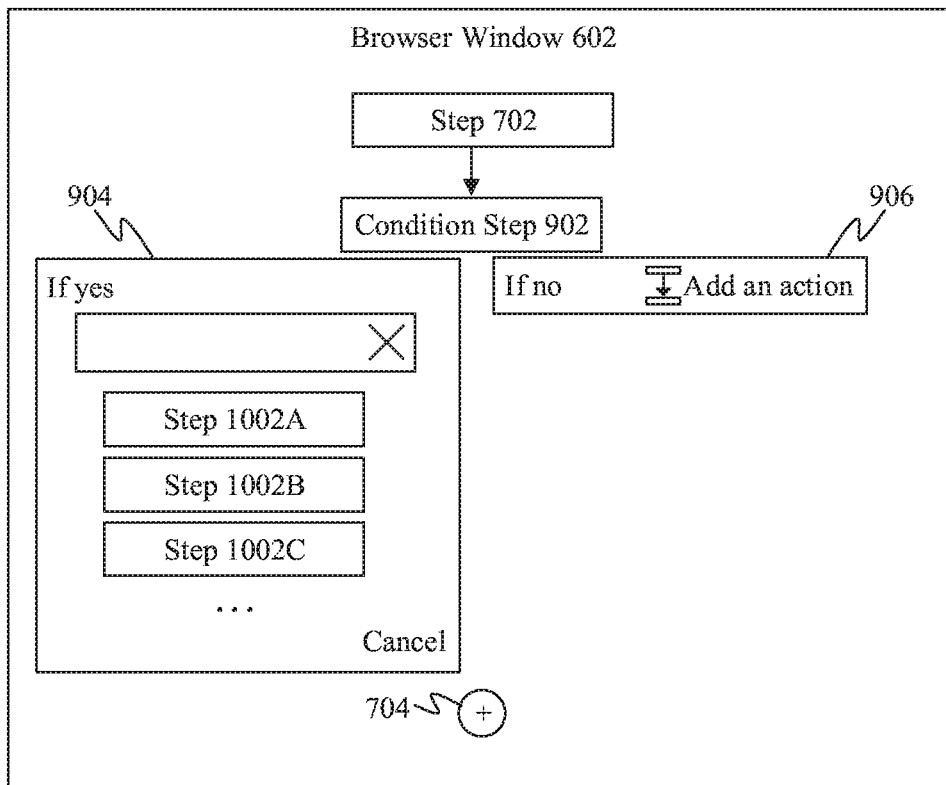 Browser Window 602
Step 702
904
906
Condition Step 902
If yes
If no
Add an action
Step 1002A
Step 1002B
Step 1002C
...
Cancel
704
+